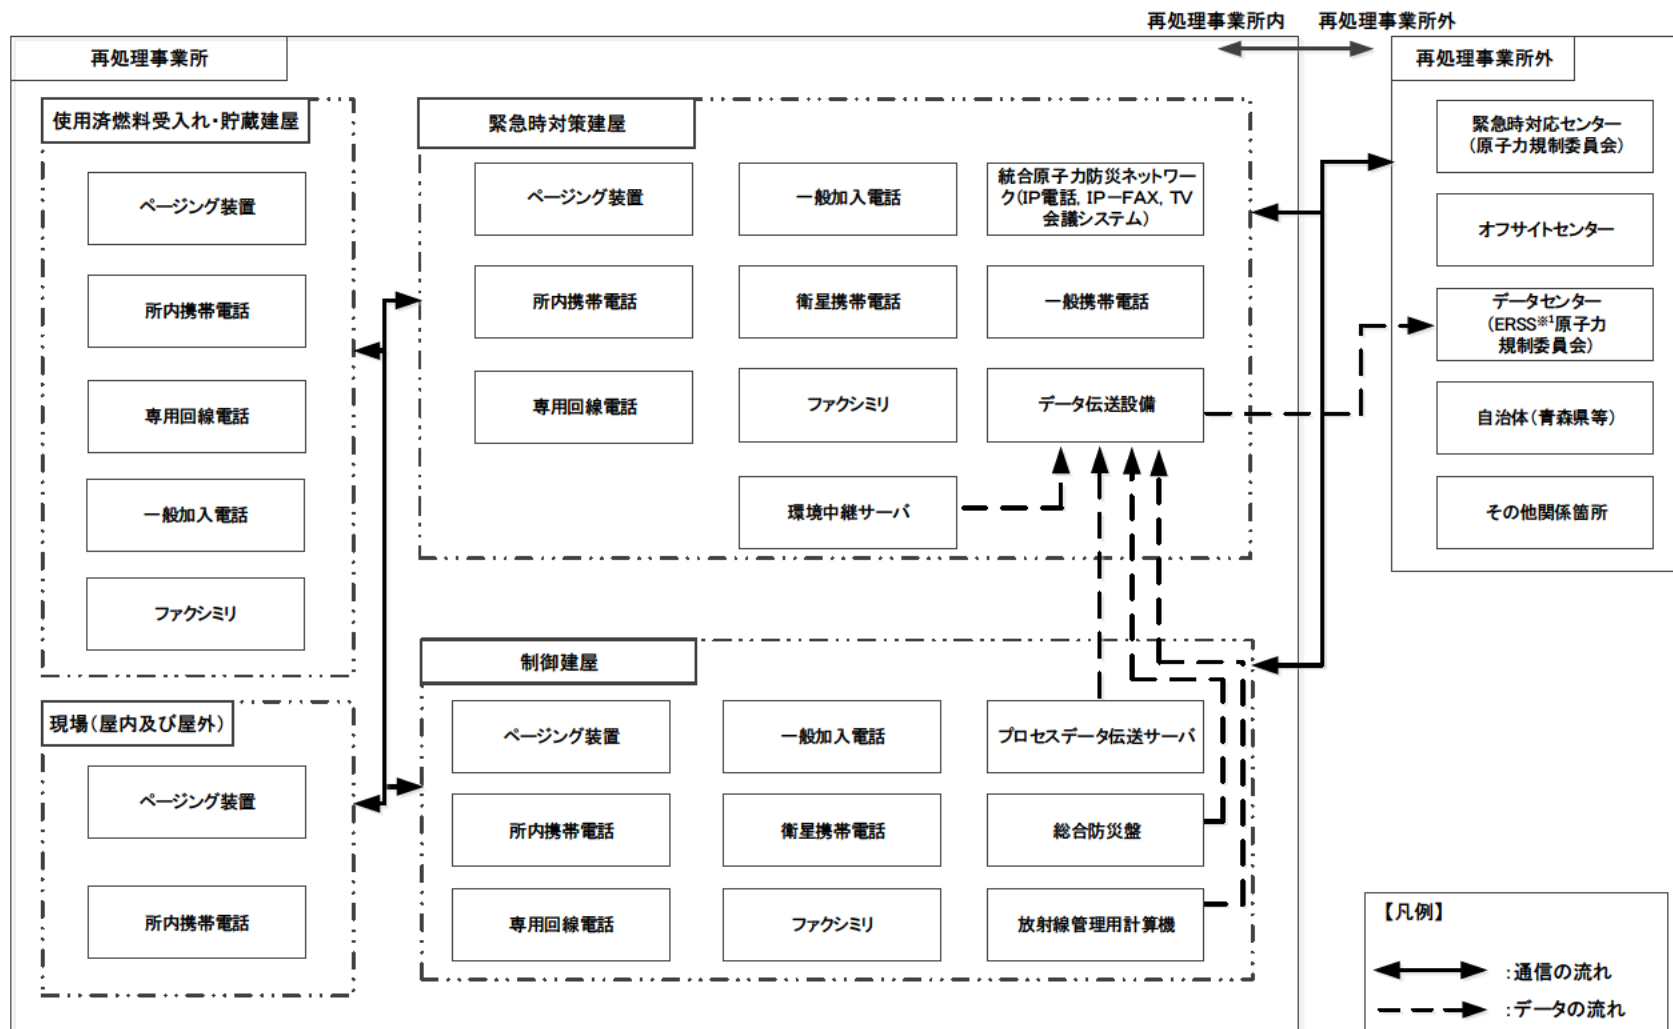 再処理事業所内
再処理事業所外
再処理事業所
使用済燃料受入れ・貯蔵建屋
ページング装置
所内携帯電話
専用回線電話
一般加入電話
ファクシミリ
現場(屋内及び屋外)
ページング装置
所内携帯電話
緊急時対策建屋
ページング装置
一般加入電話
統合原子力防災ネットワー
ク(IP電話, IP-FAX, TV
会議システム)
所内携帯電話
衛星携帯電話
一般携帯電話
専用回線電話
ファクシミリ
データ伝送設備
環境中継サーバ
制御建屋
ページング装置
一般加入電話
プロセスデータ伝送サーバ
所内携帯電話
衛星携帯電話
総合防災盤
専用回線電話
ファクシミリ
放射線管理用計算機
再処理事業所外
緊急時対応センター
(原子力規制委員会)
オフサイトセンター
データセンター
(ERSS※1原子力
規制委員会)
自治体(青森県等)
その他関係箇所
【凡例】
:通信の流れ
:データの流れ